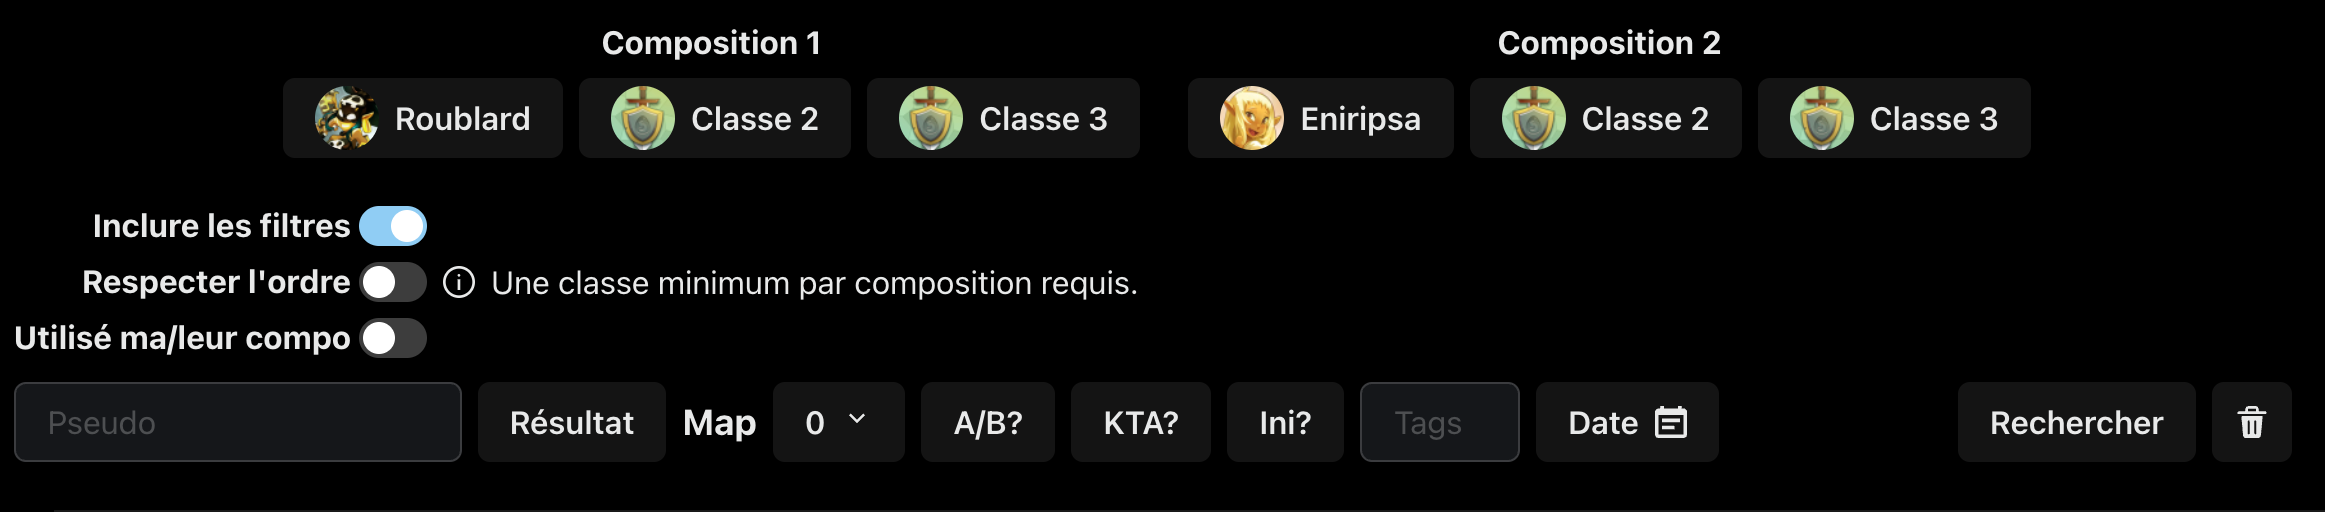 Composition 1
Composition 2
Roublard Classe 2 Classe 3 Eniripsa Classe 2 Classe 3
Inclure les filtres
Respecter l'ordre Une classe minimum par composition requis.
Utilisé ma/leur compo
Pseudo Résultat Map 0 A/B? KTA? Ini? Tags Date Rechercher